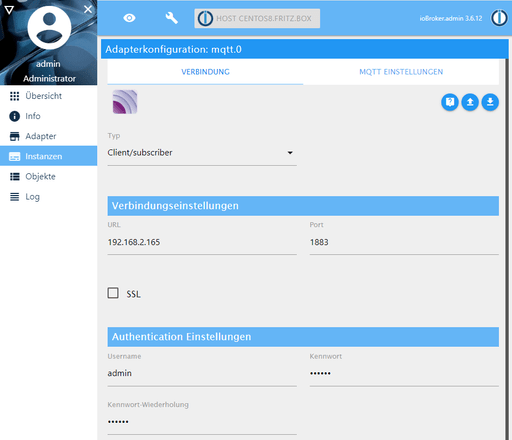 HOST CENTOS8.FRITZ.BOX
ioBroker.admin 3.6.12
admin
Administrator
Übersicht
Info
Adapter
Instanzen
Objekte
Log
Adapterkonfiguration: mqtt.0
VERBINDUNG
MQTT EINSTELLUNGEN
Typ
Client/subscriber
Verbindungseinstellungen
URL
Port
192.168.2.165
1883
SSL
Authentication Einstellungen
Username
Kennwort
admin
••••••
Kennwort-Wiederholung
••••••